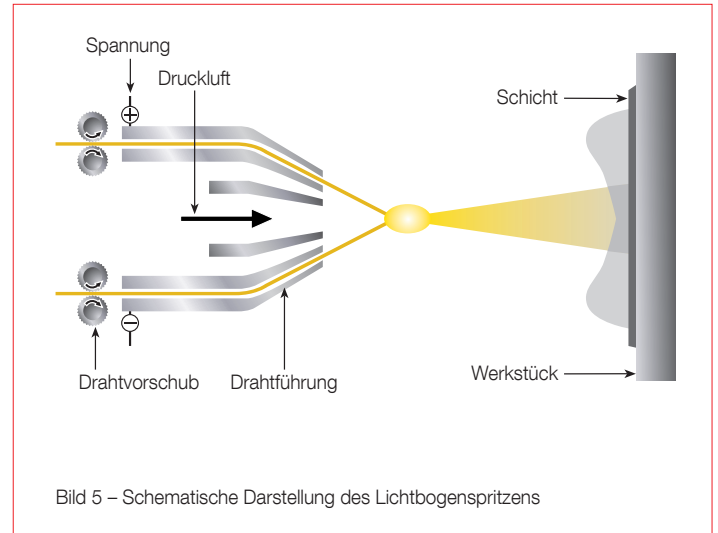 Spannung
Druckluft
Schicht
+
−
Drahtvorschub
Drahtführung
Werkstück
Bild 5 – Schematische Darstellung des Lichtbogenspritzens